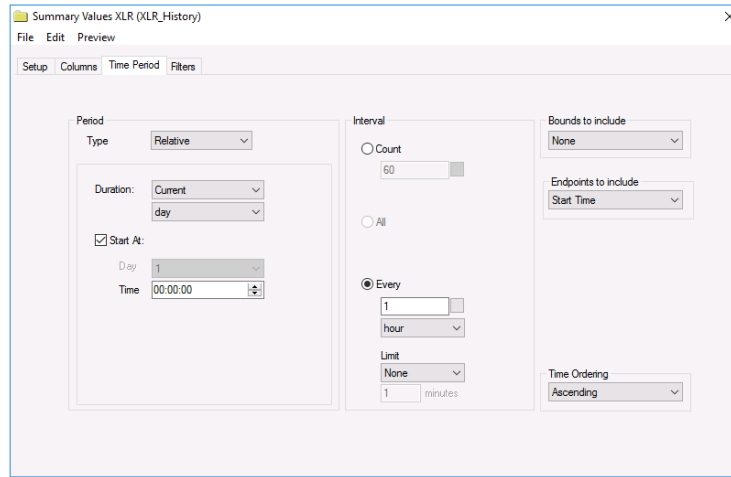 Summary Values XLR (XLR_History)
File Edit Preview
Setup Columns Time Period Filters
Period
Type Relative
Duration: Current
day
Start At:
Day 1
Time 00:00:00
Interval
Count
60
All
Every
1
hour
Limit
None
1 minutes
Bounds to include
None
Endpoints to include
Start Time
Time Ordering
Ascending